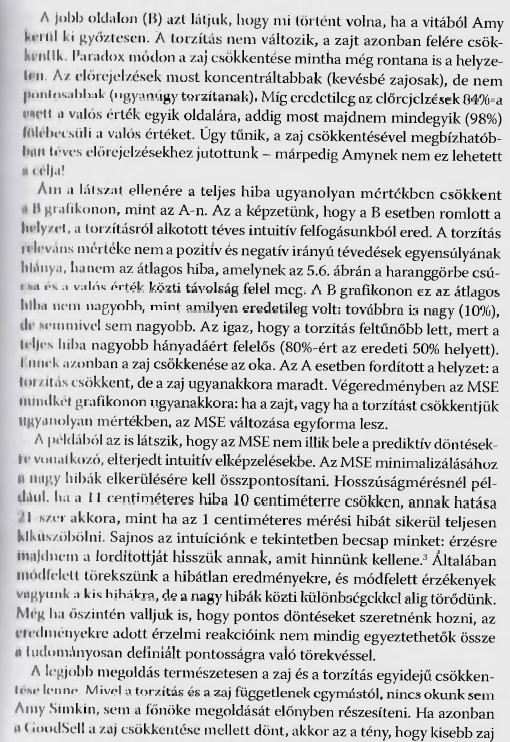 A jobb oldalon (B) azt látjuk, hogy mi történt volna, ha a vitából Amy
kerül ki győztesen. A torzítás nem változik, a zajt azonban felére csök-
kentik. Paradox módon a zaj csökkentése mintha még rontana is a helyze-
ten. Az előrejelzések most koncentráltabbak (kevésbé zajosak), de nem
pontosabbak (ugyanúgy torzítanak). Míg eredetileg az előrejelzések 84%-a
esett a valós érték egyik oldalára, addig most majdnem mindegyik (98%)
fölébecsüli a valós értéket. Úgy tűnik, a zaj csökkentésével megbízhatób-
ban téves előrejelzésekhez jutottunk – márpedig Amynek nem ez lehetett
a célja!
Ám a látszat ellenére a teljes hiba ugyanolyan mértékben csökkent
a B grafikonon, mint az A-n. Az a képzetünk, hogy a B esetben romlott a
helyzet, a torzításról alkotott téves intuitív felfogásunkból ered. A torzítás
releváns mértéke nem a pozitív és negatív irányú tévedések egyensúlyának
hiánya, hanem az átlagos hiba, amelynek az 5.6. ábrán a haranggörbe csú-
csa és a valós érték közti távolság felel meg. A B grafikonon ez az átlagos
hiba nem nagyobb, mint amilyen eredetileg volt: továbbra is nagy (10%),
de semmivel sem nagyobb. Az igaz, hogy a torzítás feltűnőbb lett, mert a
teljes hiba nagyobb hányadáért felelős (80%-ért az eredeti 50% helyett).
Ennek azonban a zaj csökkenése az oka. Az A esetben fordított a helyzet: a
torzítás csökkent, de a zaj ugyanakkora maradt. Végeredményben az MSE
mindkét grafikonon ugyanakkora: ha a zajt, vagy ha a torzítást csökkentjük
ugyanolyan mértékben, az MSE változása egyforma lesz.
A példából az is látszik, hogy az MSE nem illik bele a prediktív döntések-
re vonatkozó, elterjedt intuitív elképzelésekbe. Az MSE minimalizálásához
a nagy hibák elkerülésére kell összpontosítani. Hosszúságmérésnél pél-
dául, ha a 11 centiméteres hiba 10 centiméterre csökken, annak hatása
21-szer akkora, mint ha az 1 centiméteres mérési hibát sikerül teljesen
kiküszöbölni. Sajnos az intuíciónk e tekintetben becsap minket: érzésre
majdnem a fordítottját hisszük annak, amit hinnünk kellene.³ Általában
módfelett törekszünk a hibátlan eredményekre, és módfelett érzékenyek
vagyunk a kis hibákra, de a nagy hibák közti különbségekkel alig törődünk.
Még ha őszintén valljuk is, hogy pontos döntéseket szeretnénk hozni, az
eredményekre adott érzelmi reakcióink nem mindig egyeztethetők össze
a tudományosan definiált pontosságra való törekvéssel.
A legjobb megoldás természetesen a zaj és a torzítás egyidejű csökken-
tése lenne. Mivel a torzítás és a zaj függetlenek egymástól, nincs okunk sem
Amy Simkin, sem a főnöke megoldását előnyben részesíteni. Ha azonban
a GoodSell a zaj csökkentése mellett dönt, akkor az a tény, hogy kisebb zaj